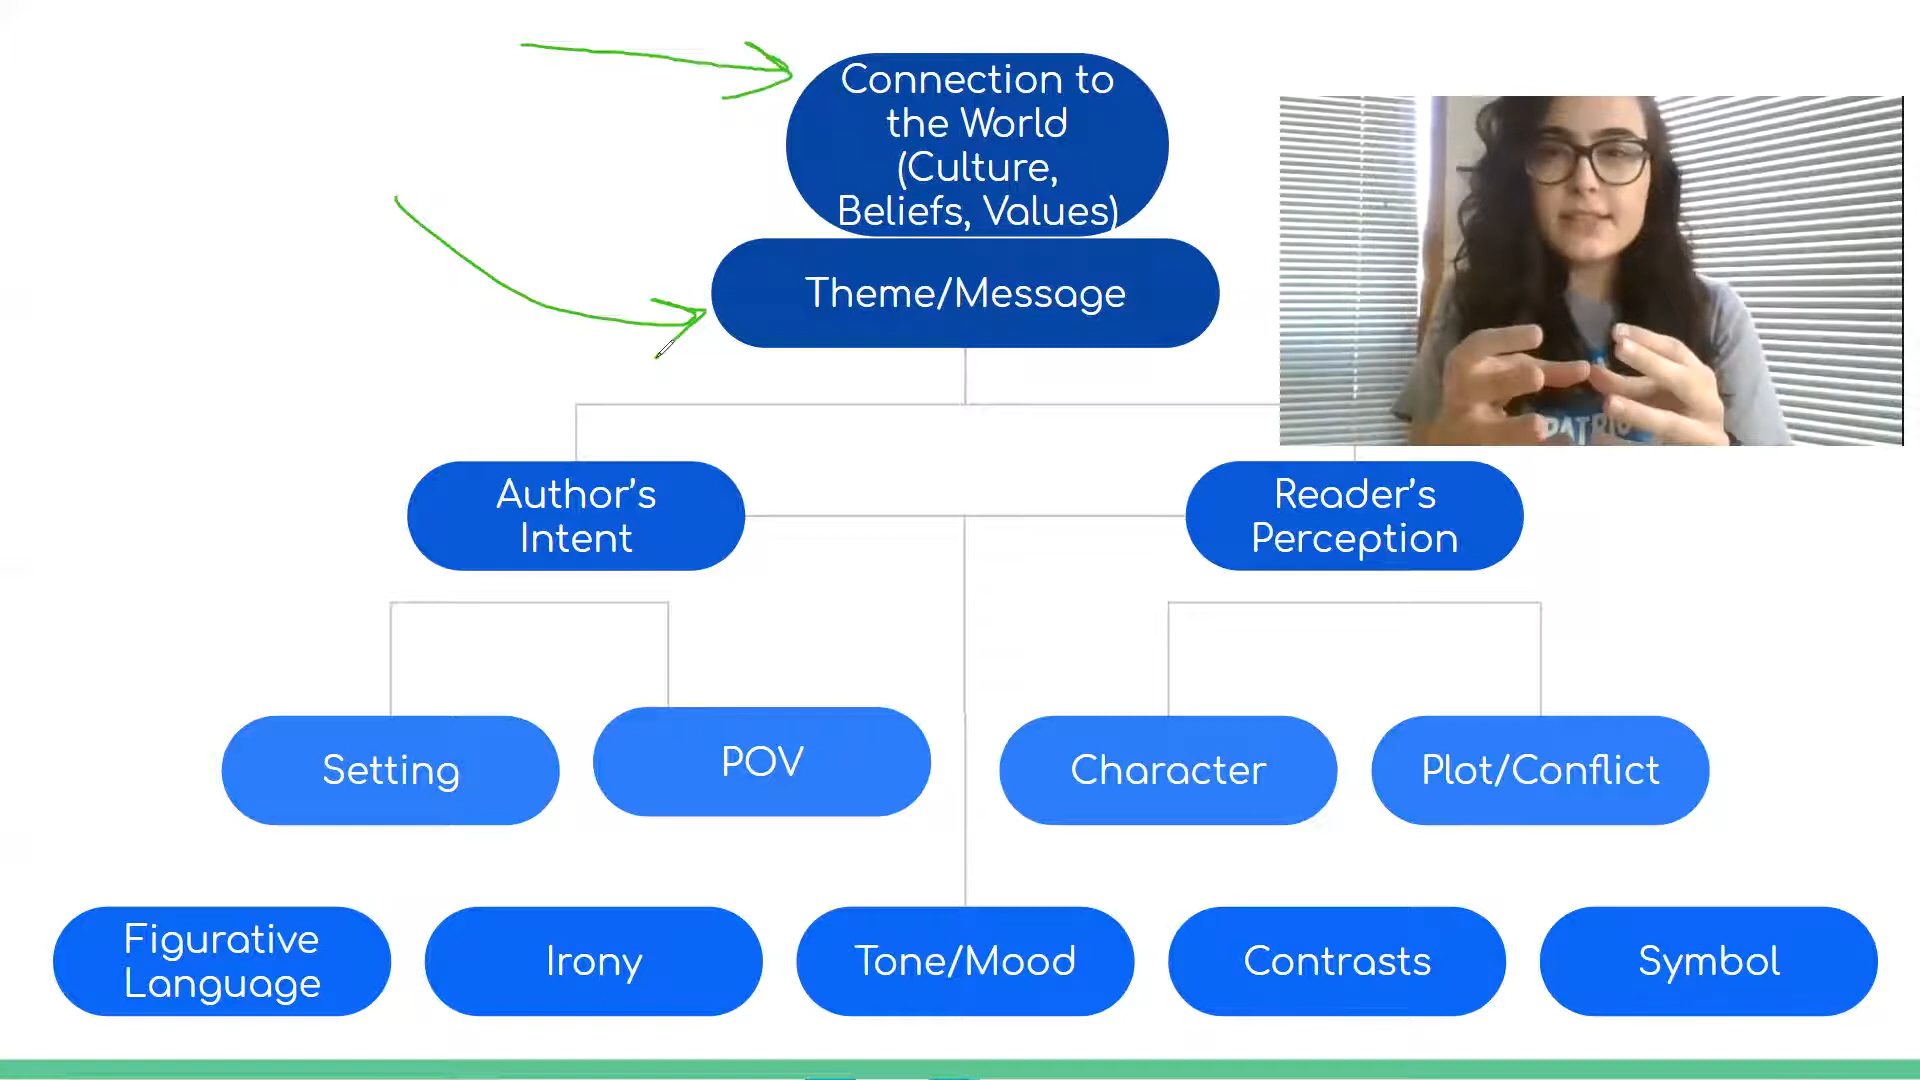 Connection to
the World
(Culture,
Beliefs, Values)
Theme/Message
Author's
Intent
Reader's
Perception
Setting
POV
Character
Plot/Conflict
Figurative
Language
Irony
Tone/Mood
Contrasts
Symbol